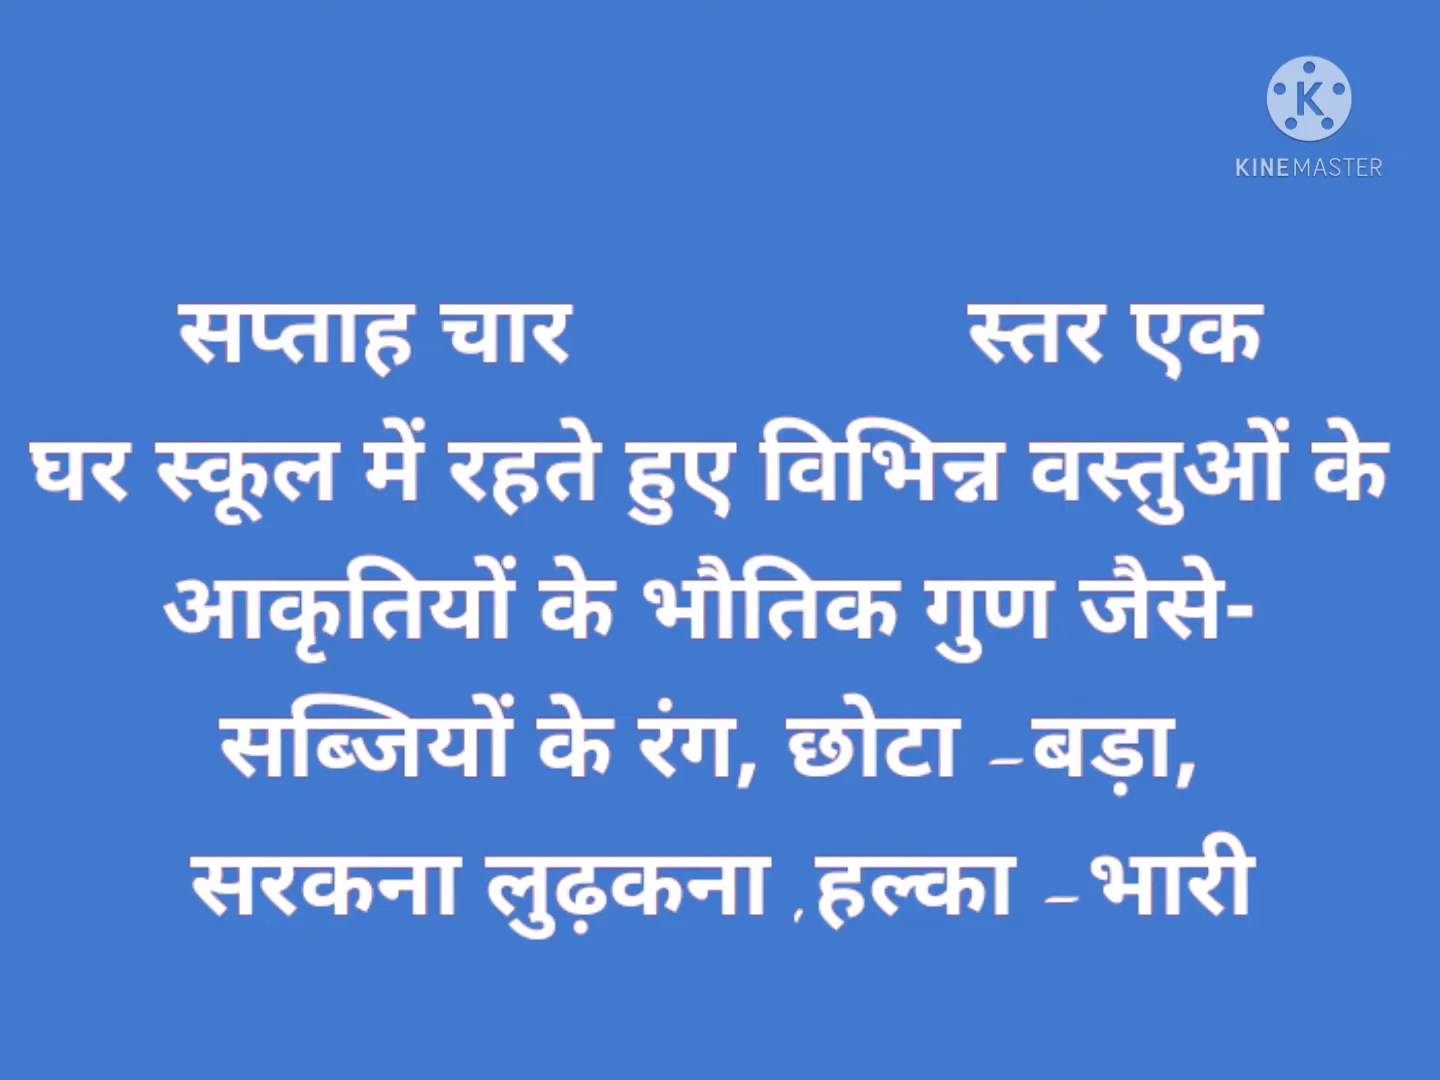 KINEMASTER
सप्ताह चार स्तर एक
घर स्कूल में रहते हुए विभिन्न वस्तुओं के
आकृतियों के भौतिक गुण जैसे-
सब्जियों के रंग, छोटा -बड़ा,
सरकना लुढ़कना ,हल्का -भारी